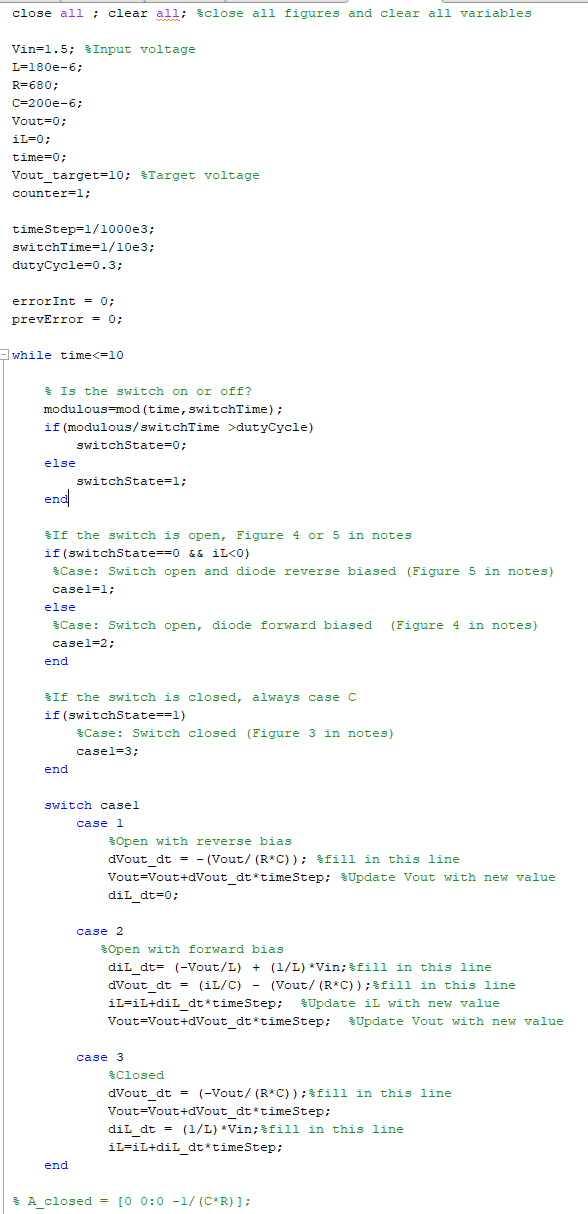 close all ; clear all; %close all figures and clear all variables
Vin=1.5; %Input voltage
L=180e-6;
R=680;
C=200e-6;
Vout=0;
iL=0;
time=0;
Vout_target=10; %Target voltage
counter=1;
timeStep=1/1000e3;
switchTime=1/10e3;
dutyCycle=0.3;
errorInt = 0;
prevError = 0;
while time<=10
% Is the switch on or off?
modulous=mod(time,switchTime);
if(modulous/switchTime >dutyCycle)
switchState=0;
else
switchState=1;
end
%If the switch is open, Figure 4 or 5 in notes
if(switchState==0 && iL<0)
%Case: Switch open and diode reverse biased (Figure 5 in notes)
case1=1;
else
%Case: Switch open, diode forward biased  (Figure 4 in notes)
case1=2;
end
%If the switch is closed, always case C
if(switchState==1)
%Case: Switch closed (Figure 3 in notes)
case1=3;
end
switch case1
case 1
%Open with reverse bias
dVout_dt = -(Vout/(R*C)); %fill in this line
Vout=Vout+dVout_dt*timeStep; %Update Vout with new value
diL_dt=0;
case 2
%Open with forward bias
diL_dt= (-Vout/L) + (1/L)*Vin;%fill in this line
dVout_dt = (iL/C) - (Vout/(R*C));%fill in this line
iL=iL+diL_dt*timeStep;  %Update iL with new value
Vout=Vout+dVout_dt*timeStep;  %Update Vout with new value
case 3
%Closed
dVout_dt = (-Vout/(R*C));%fill in this line
Vout=Vout+dVout_dt*timeStep;
diL_dt = (1/L)*Vin;%fill in this line
iL=iL+diL_dt*timeStep;
end
% A_closed = [0 0:0 -1/(C*R)];